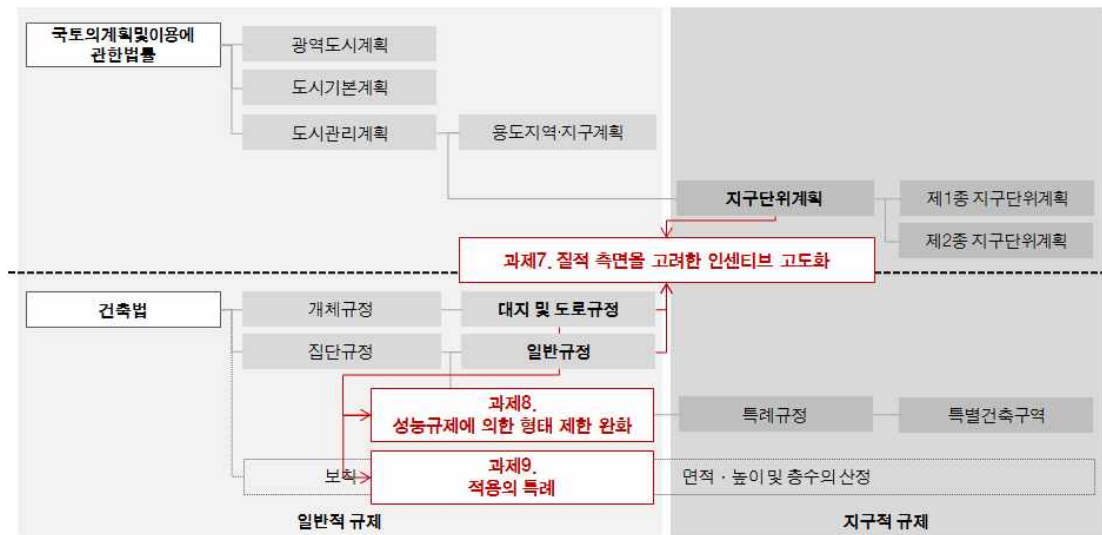 국토의계획및이용에
관한법률
광역도시계획
도시기본계획
도시관리계획
용도지역·지구계획
지구단위계획
제1종 지구단위계획
제2종 지구단위계획
과제7. 질적 측면을 고려한 인센티브 고도화
건축법
개체규정
대지 및 도로규정
집단규정
일반규정
과제8.
성능규제에 의한 형태 제한 완화
특례규정
특별건축구역
보칙
과제9.
적용의 특례
면적 · 높이 및 층수의 산정
일반적 규제
지구적 규제